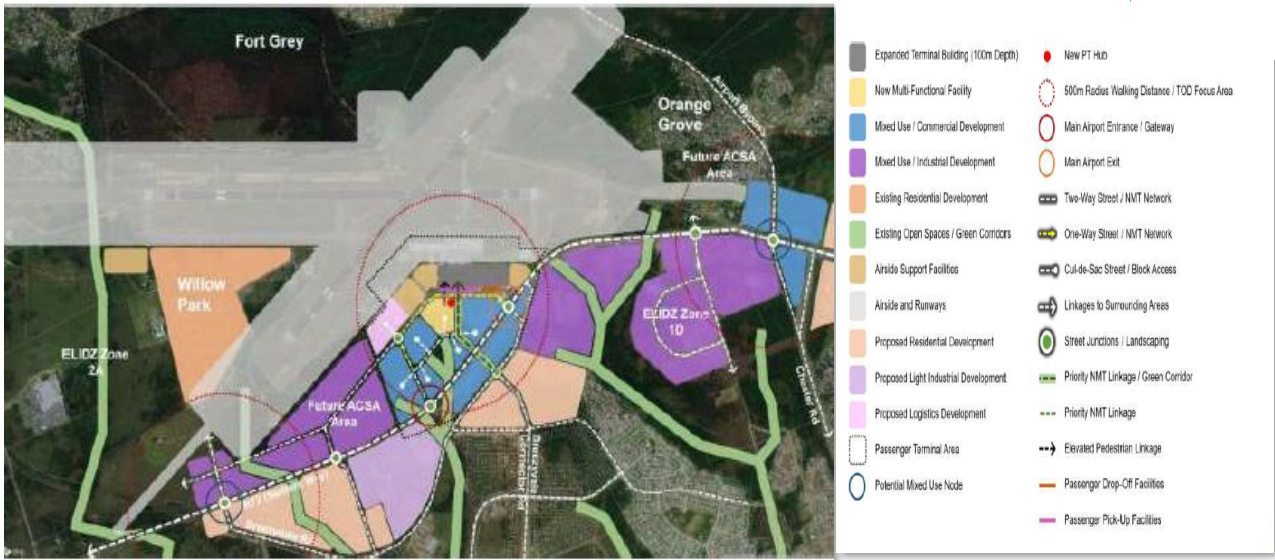 Fort Grey
Orange
Grove
Airport Bound
Future ACSA
Area
Willow
Park
ELIDZ Zone
2A
ELIDZ Zone
1D
Future ACSA
Area
Chester Rd
Expanded Terminal Building (100m Depth)
New Multi-Functional Facility
Mixed Use / Commercial Development
Mixed Use / Industrial Development
Existing Residential Development
Existing Open Spaces / Green Corridors
Airside Support Facilities
Airside and Runways
Proposed Residential Development
Proposed Light Industrial Development
Proposed Logistics Development
Passenger Terminal Area
Potential Mixed Use Node
New PT Hub
500m Radius Walking Distance / TOD Focus Area
Main Airport Entrance / Gateway
Main Airport Exit
Two-Way Street / NMT Network
One-Way Street / NMT Network
Cul-de-Sac Street / Block Access
Linkages to Surrounding Areas
Street Junctions / Landscaping
Priority NMT Linkage / Green Corridor
Priority NMT Linkage
Elevated Pedestrian Linkage
Passenger Drop-Off Facilities
Passenger Pick-Up Facilities